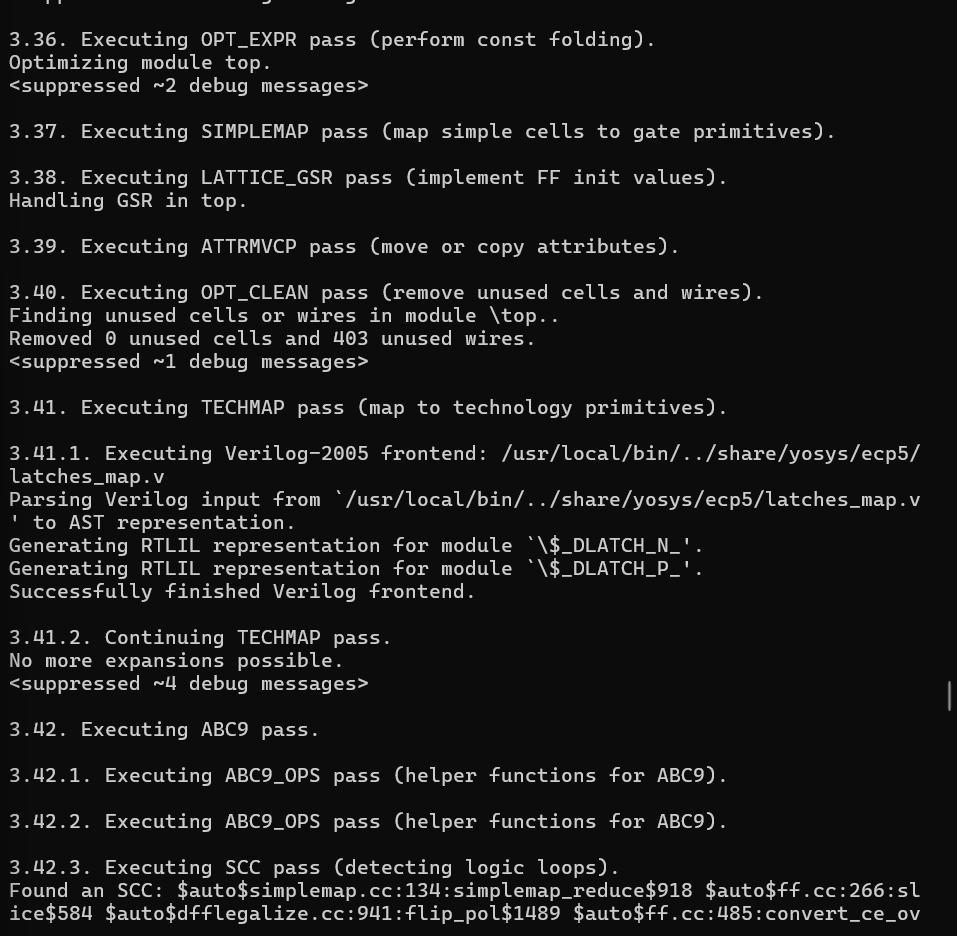 3.36. Executing OPT_EXPR pass (perform const folding).
Optimizing module top.
<suppressed ~2 debug messages>
3.37. Executing SIMPLEMAP pass (map simple cells to gate primitives).
3.38. Executing LATTICE_GSR pass (implement FF init values).
Handling GSR in top.
3.39. Executing ATTRMVCP pass (move or copy attributes).
3.40. Executing OPT_CLEAN pass (remove unused cells and wires).
Finding unused cells or wires in module \top..
Removed 0 unused cells and 403 unused wires.
<suppressed ~1 debug messages>
3.41. Executing TECHMAP pass (map to technology primitives).
3.41.1. Executing Verilog-2005 frontend: /usr/local/bin/../share/yosys/ecp5/
latches_map.v
Parsing Verilog input from `/usr/local/bin/../share/yosys/ecp5/latches_map.v
' to AST representation.
Generating RTLIL representation for module `\$_DLATCH_N_'.
Generating RTLIL representation for module `\$_DLATCH_P_'.
Successfully finished Verilog frontend.
3.41.2. Continuing TECHMAP pass.
No more expansions possible.
<suppressed ~4 debug messages>
3.42. Executing ABC9 pass.
3.42.1. Executing ABC9_OPS pass (helper functions for ABC9).
3.42.2. Executing ABC9_OPS pass (helper functions for ABC9).
3.42.3. Executing SCC pass (detecting logic loops).
Found an SCC: $auto$simplemap.cc:134:simplemap_reduce$918 $auto$ff.cc:266:sl
ice$584 $auto$dfflegalize.cc:941:flip_pol$1489 $auto$ff.cc:485:convert_ce_ov